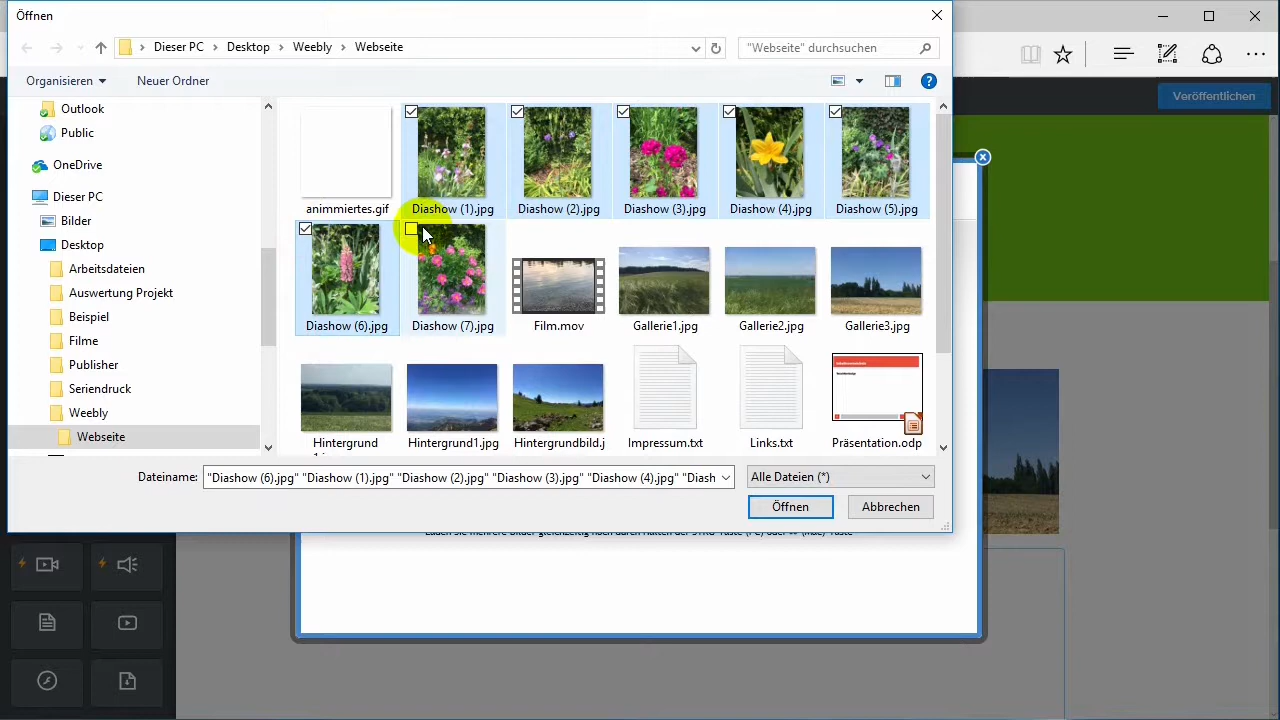 Öffnen
Dieser PC
Desktop
Weebly
Webseite
"Webseite" durchsuchen
Organisieren
Neuer Ordner
Veröffentlichen
Outlook
Public
OneDrive
Dieser PC
Bilder
Desktop
Arbeitsdateien
Auswertung Projekt
Beispiel
Filme
Publisher
Seriendruck
Weebly
Webseite
animmiertes.gif
Diashow (1).jpg
Diashow (2).jpg
Diashow (3).jpg
Diashow (4).jpg
Diashow (5).jpg
Diashow (6).jpg
Diashow (7).jpg
Film.mov
Gallerie1.jpg
Gallerie2.jpg
Gallerie3.jpg
Hintergrund
Hintergrund1.jpg
Hintergrundbild.j
Impressum.txt
Links.txt
Präsentation.odp
Dateiname:
"Diashow (6).jpg" "Diashow (1).jpg" "Diashow (2).jpg" "Diashow (3).jpg" "Diashow (4).jpg" "Diash
Alle Dateien (*)
Öffnen
Abbrechen